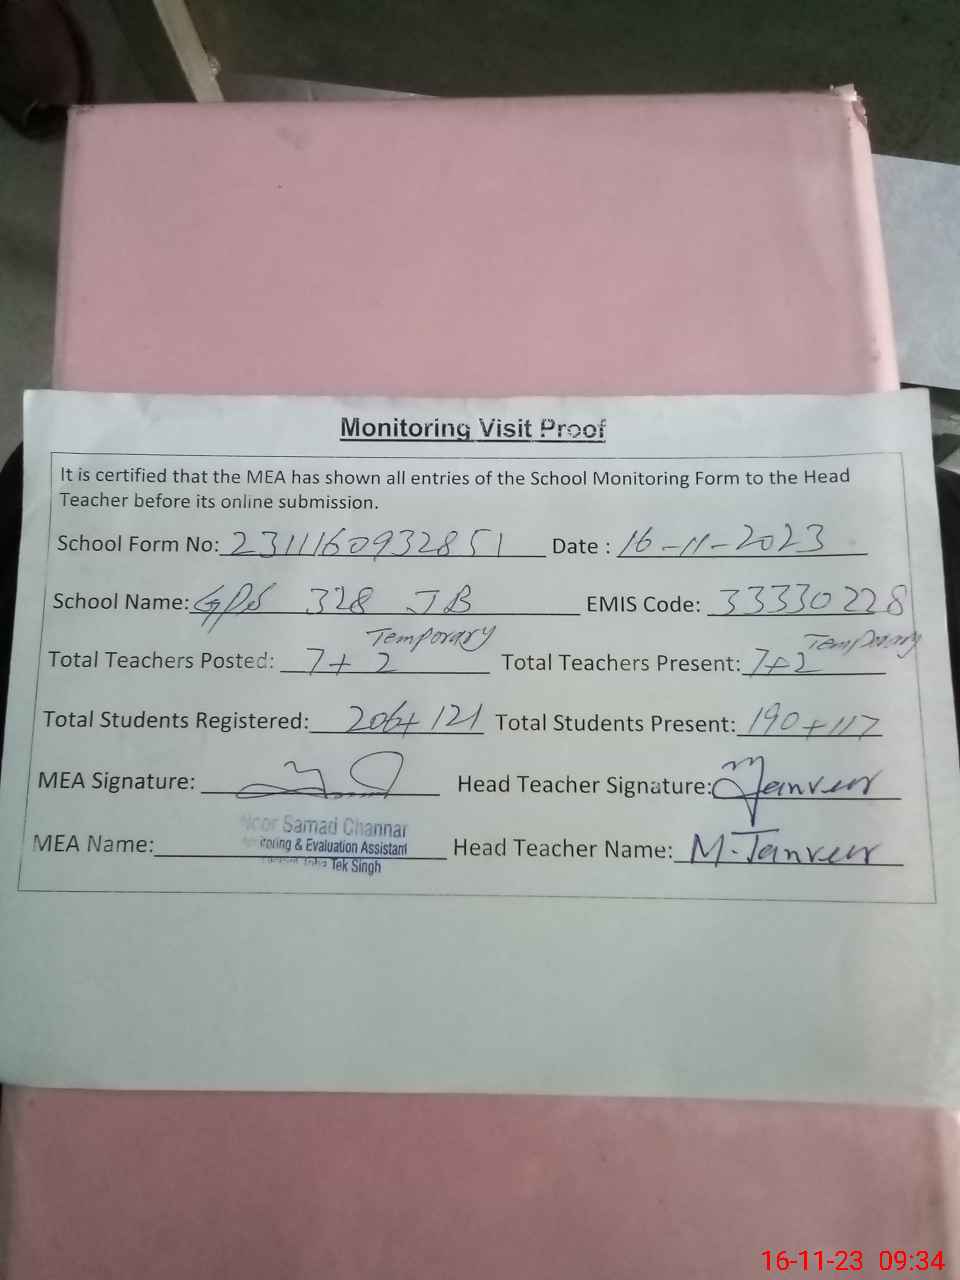 Monitoring Visit Proof
It is certified that the MEA has shown all entries of the School Monitoring Form to the Head
Teacher before its online submission.
School Form No: 2311160932851 Date : 16-11-2023
School Name: GPS 328 JB EMIS Code: 33330228
Temporary Temporary
Total Teachers Posted: 7+2 Total Teachers Present: 7+2
Total Students Registered: 206+121 Total Students Present: 190+117
MEA Signature: Head Teacher Signature: Tanveer
Noor Samad Channar
MEA Name: Monitoring & Evaluation Assistant Head Teacher Name: M. Tanveer
Tek Singh
16-11-23 09:34